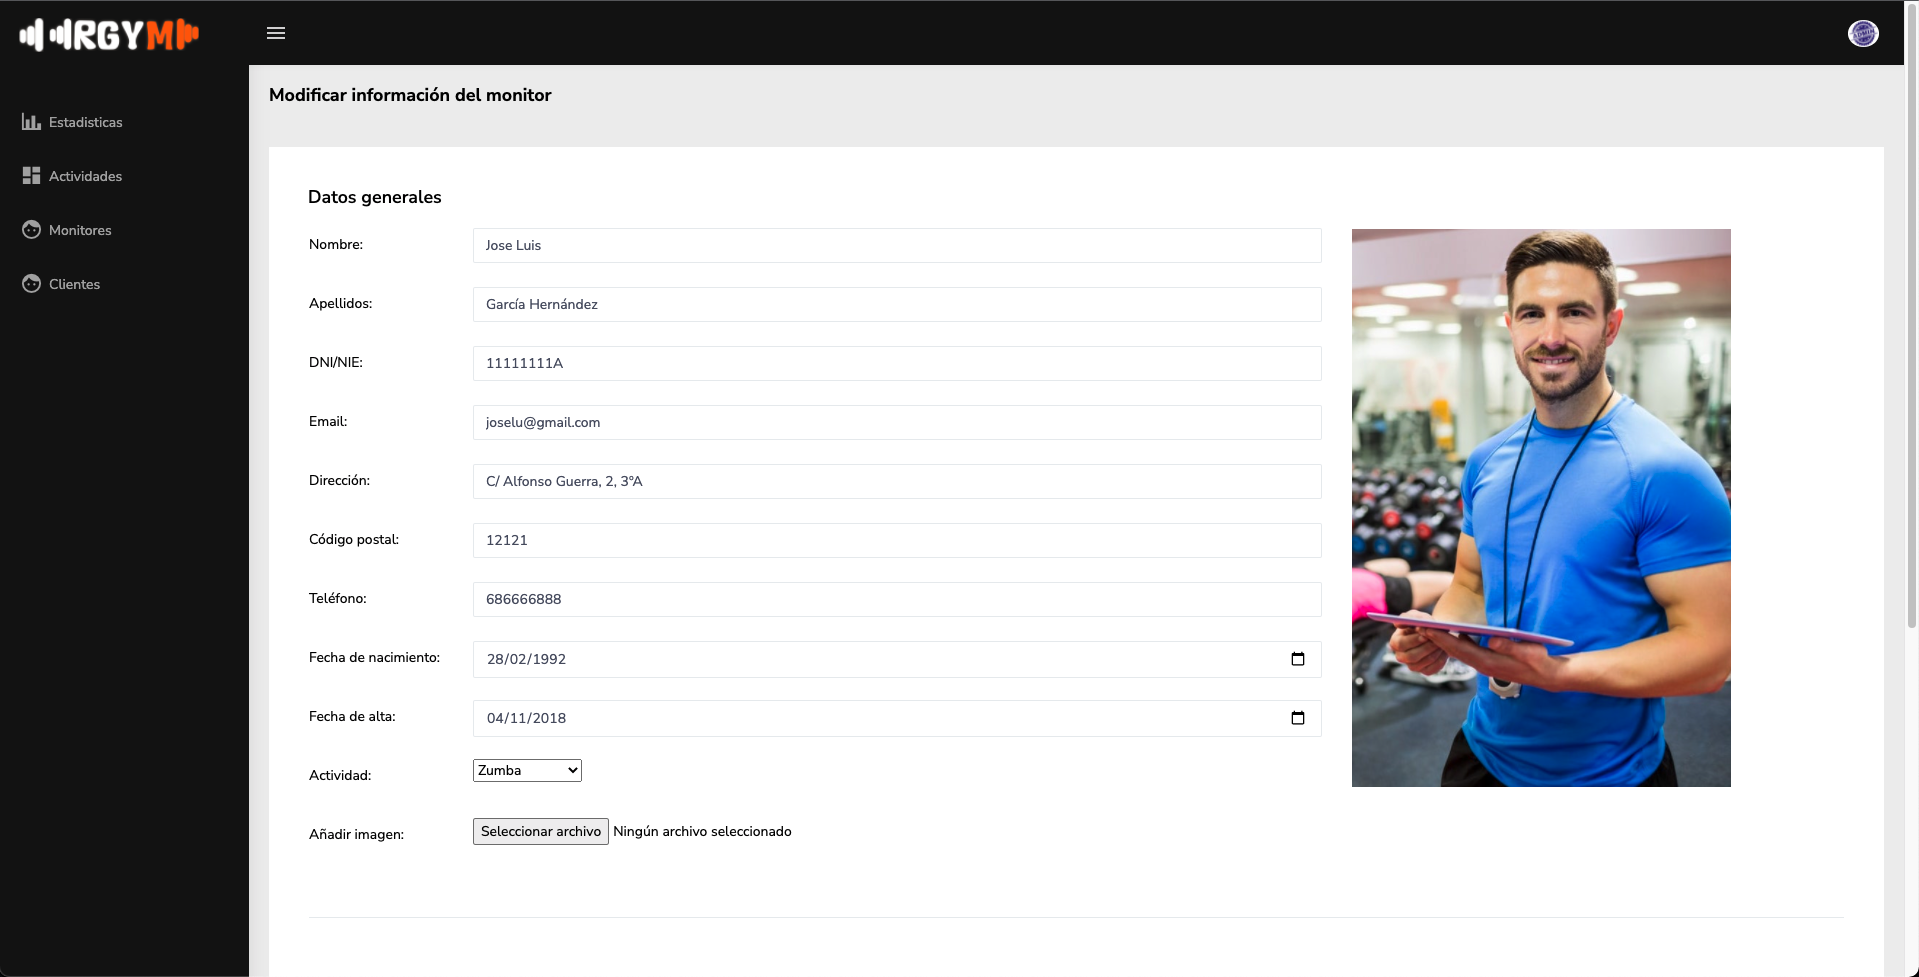 RGYM
Modificar información del monitor
Estadisticas
Actividades
Monitores
Clientes
Datos generales
Nombre: Jose Luis
Apellidos: García Hernández
DNI/NIE: 11111111A
Email: joselu@gmail.com
Dirección: C/ Alfonso Guerra, 2, 3ºA
Código postal: 12121
Teléfono: 686666888
Fecha de nacimiento: 28/02/1992
Fecha de alta: 04/11/2018
Actividad: Zumba
Añadir imagen: Seleccionar archivo Ningún archivo seleccionado